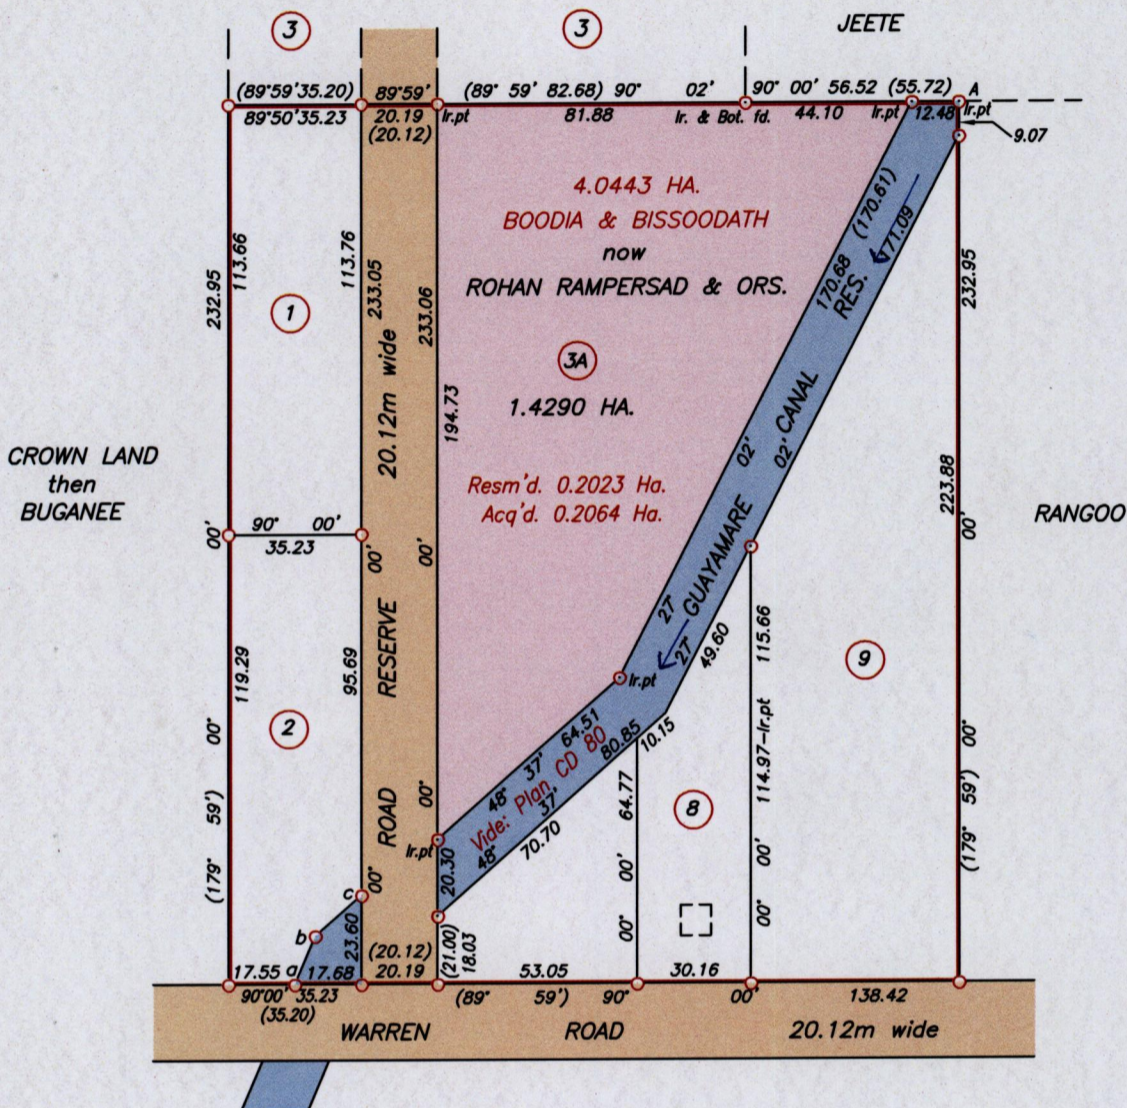 3
3
JEETE
(89°59'35.20)
89°59'
(89° 59' 82.68) 90° 02'
90° 00' 56.52 (55.72)
A
89°50'35.23
20.19
(20.12)
Ir.pt
81.88
Ir. & Bot. fd.
44.10
Ir.pt
12.48
Ir.pt
9.07
4.0443 HA.
BOODIA & BISSOODATH
now
ROHAN RAMPERSAD & ORS.
3A
1.4290 HA.
Resm'd. 0.2023 Ha.
Acq'd. 0.2064 Ha.
232.95
113.66
113.76
233.05
20.12m wide
233.06
194.73
1
170.68 (170.61)
RES.
171.09
232.95
CROWN LAND
then
BUGANEE
02'
02' CANAL
223.88
RANGOO
00'
90° 00'
35.23
00'
00'
00'
GUAYAMARE
27'
27'
49.60
115.66
9
119.29
95.69
RESERVE
Ir.pt
2
00°
64.51
48° 37'
Vide: Plan CD 80
80.85
10.15
48° 37'
70.70
64.77
8
114.97-Ir.pt
00°
(179° 59')
ROAD
00°
Ir.pt
20.30
00'
00'
(179° 59')
c
00°
b
23.60
(20.12)
(21.00)
18.03
00°
00°
17.55
a
17.68
20.19
53.05
30.16
90°00' 35.23
(35.20)
(89° 59') 90° 00'
138.42
WARREN ROAD 20.12m wide